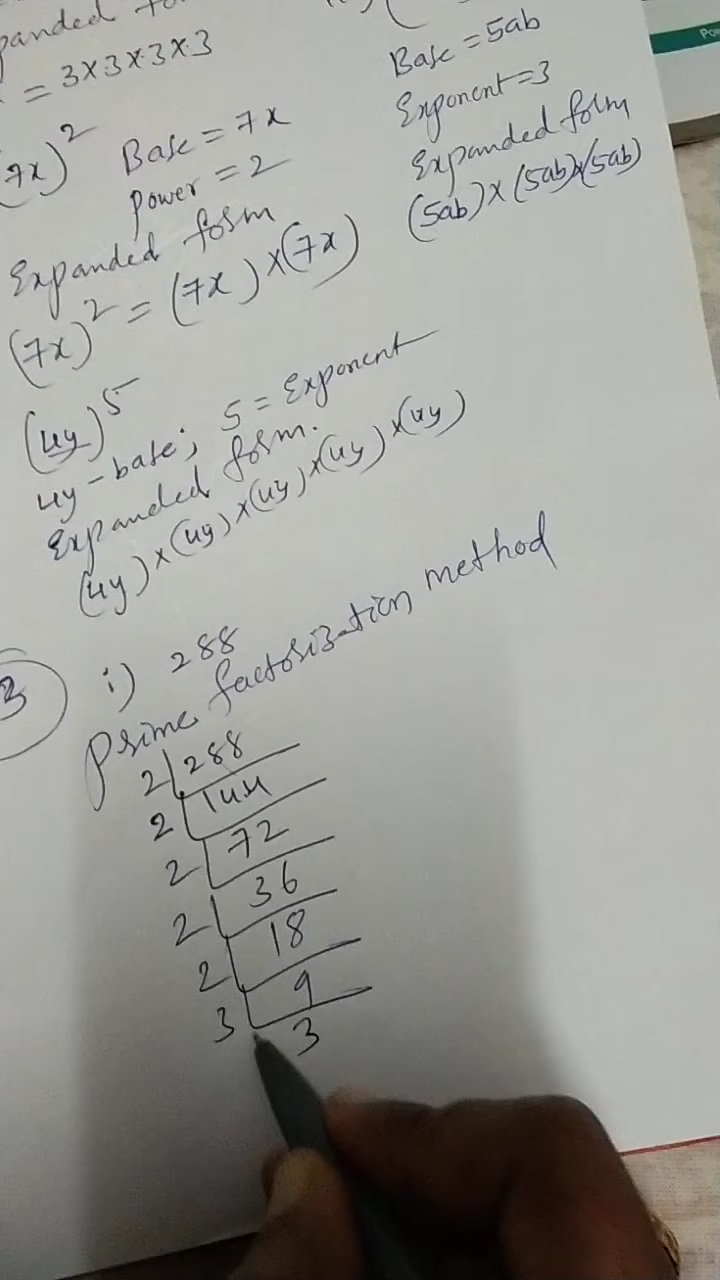 panded
= 3×3×3×3
(7x)² Base = 7x
power = 2
Expanded form
(7x)² = (7x) × (7x)
Base = 5ab
Exponent = 3
Expanded form
(5ab) × (5ab) × (5ab)
(4y)⁵
4y - base; 5 = Exponent
Expanded form.
(4y) × (4y) × (4y) × (4y) × (4y)
3 i) 288
Prime factorization method
2 288
2 144
2 72
2 36
2 18
3 9
3